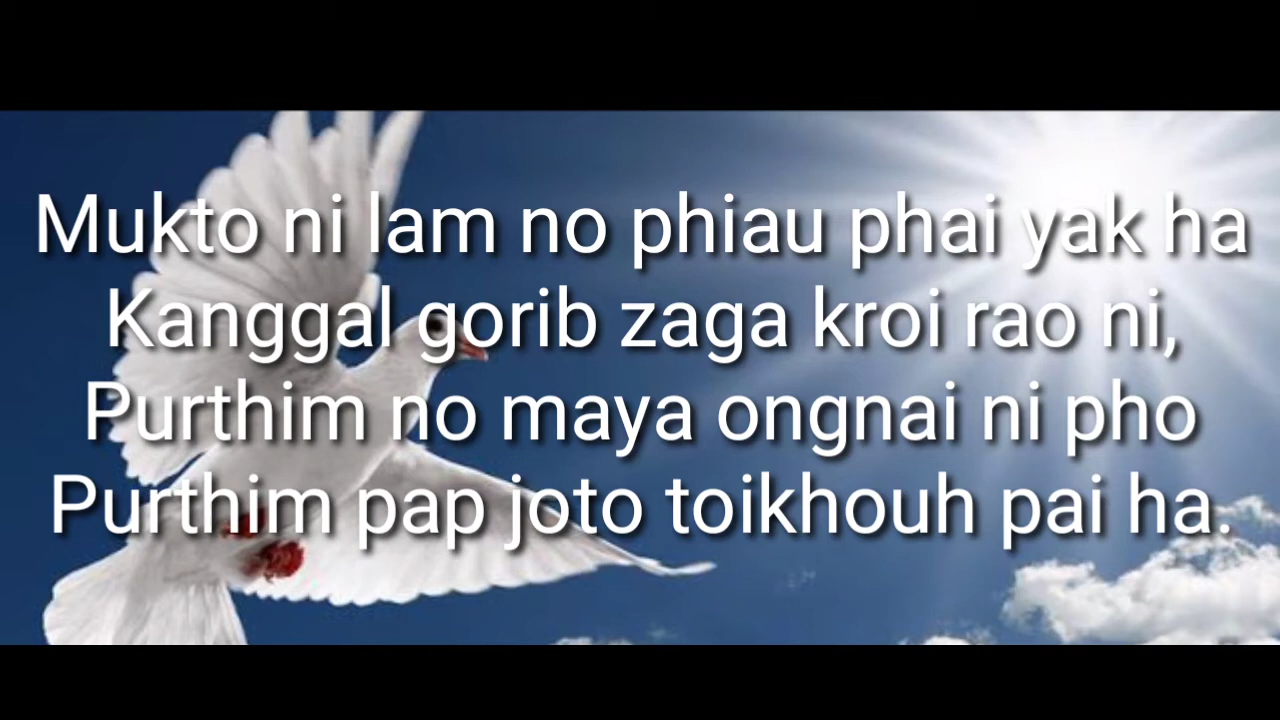 Mukto ni lam no phiau phai yak ha
Kanggal gorib zaga kroi rao ni,
Purthim no maya ongnai ni pho
Purthim pap joto toikhouh pai ha.